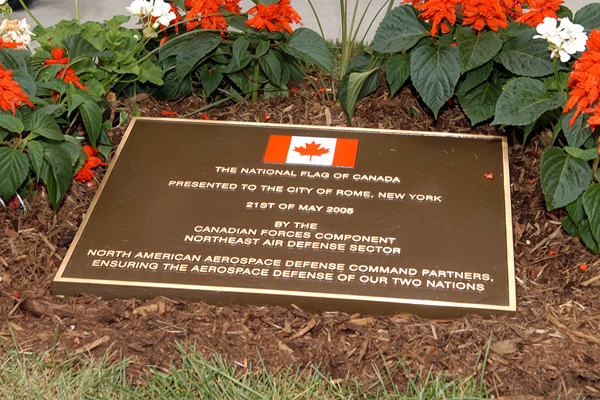 THE NATIONAL FLAG OF CANADA
PRESENTED TO THE CITY OF ROME, NEW YORK
21ST OF MAY 2005
BY THE
CANADIAN FORCES COMPONENT
NORTHEAST AIR DEFENSE SECTOR
NORTH AMERICAN AEROSPACE DEFENSE COMMAND PARTNERS,
ENSURING THE AEROSPACE DEFENSE OF OUR TWO NATIONS